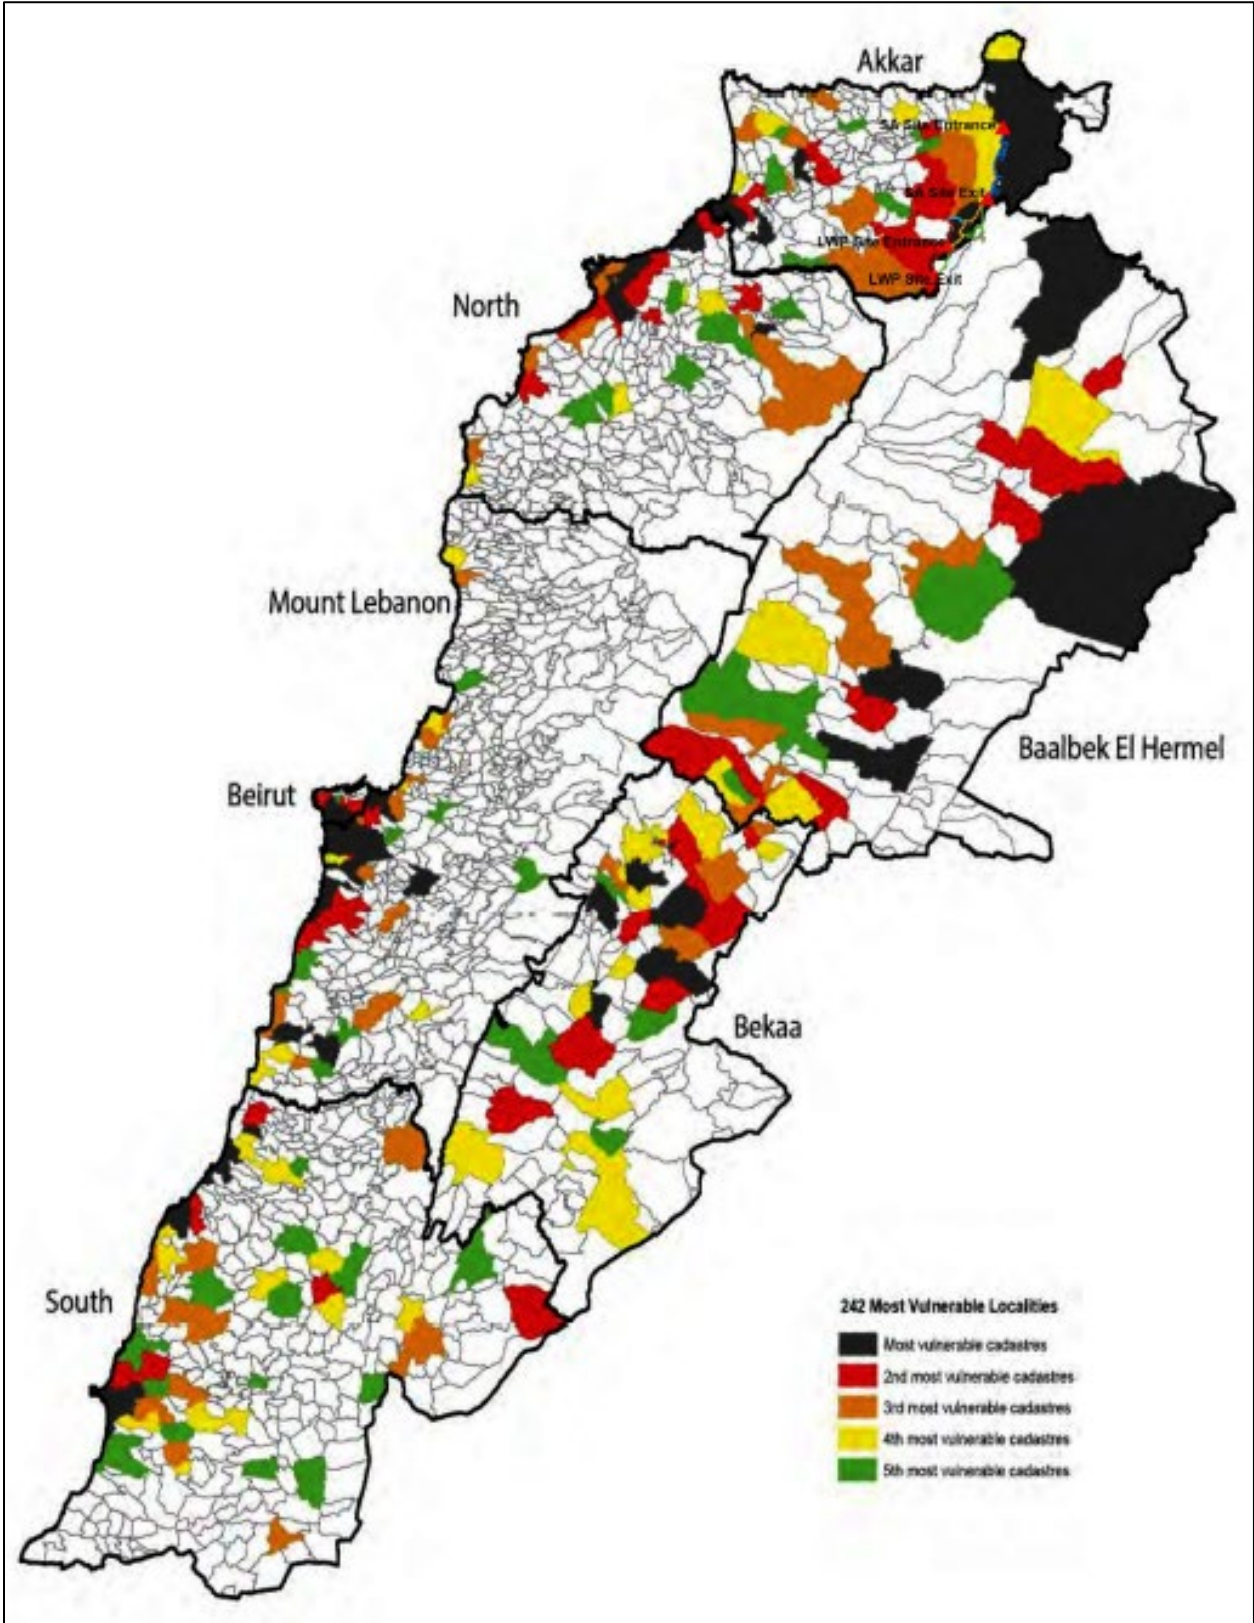 Akkar
SA Site Entrance
SA Site Exit
LWP Site Entrance
LWP Site Exit
North
Mount Lebanon
Baalbek El Hermel
Beirut
Bekaa
South
242 Most Vulnerable Localities
Most vulnerable cadastres
2nd most vulnerable cadastres
3rd most vulnerable cadastres
4th most vulnerable cadastres
5th most vulnerable cadastres